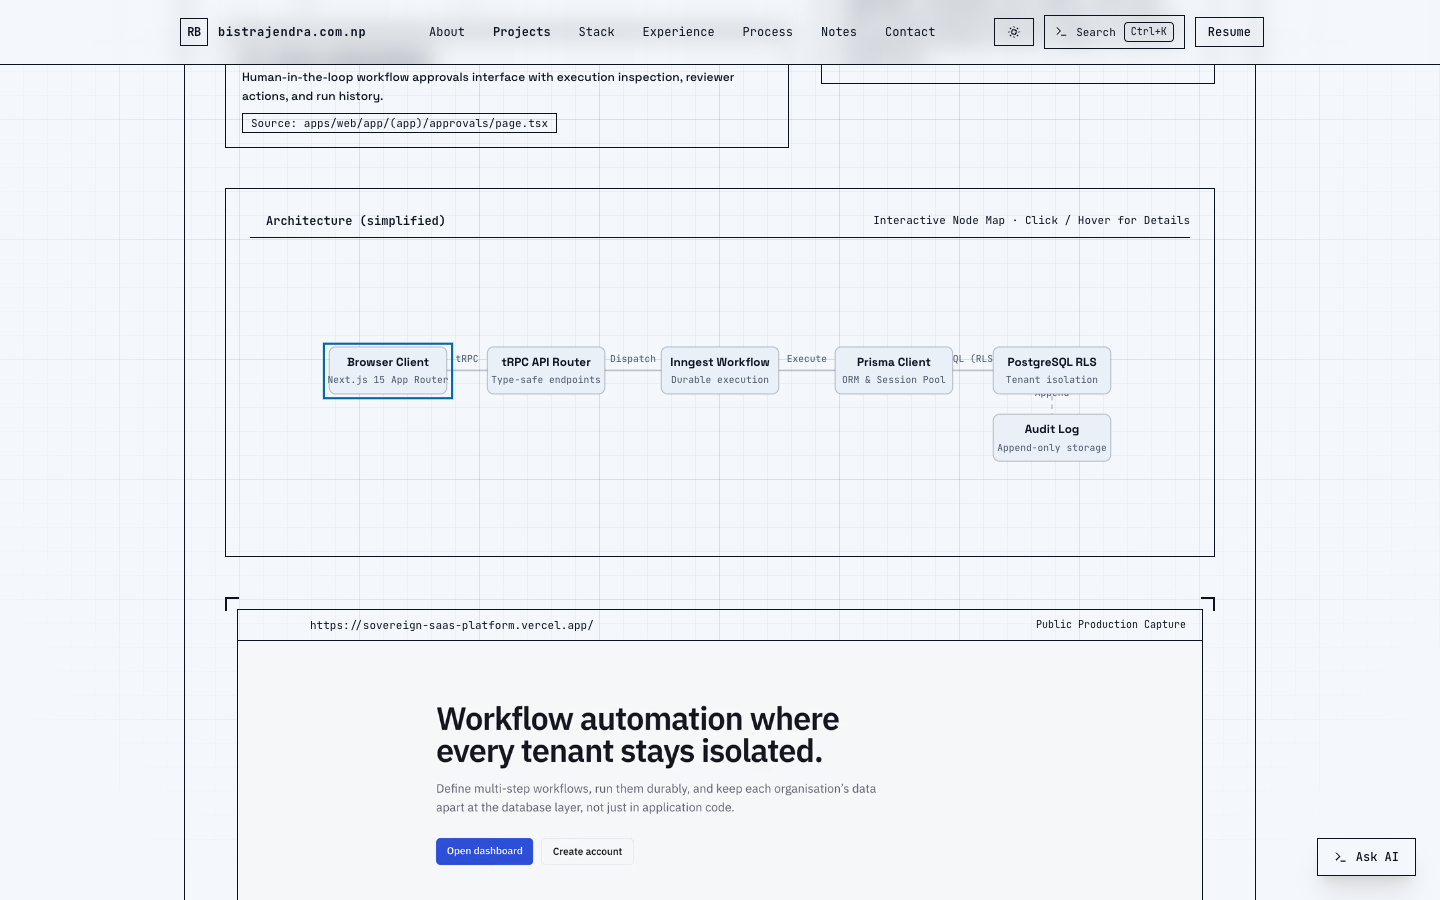 RB bistrajendra.com.np About Projects Stack Experience Process Notes Contact Search Ctrl+K Resume
Human-in-the-loop workflow approvals interface with execution inspection, reviewer
actions, and run history.
Source: apps/web/app/(app)/approvals/page.tsx
Architecture (simplified)
Interactive Node Map · Click / Hover for Details
Browser Client
Next.js 15 App Router
tRPC
tRPC API Router
Type-safe endpoints
Dispatch
Inngest Workflow
Durable execution
Execute
Prisma Client
ORM & Session Pool
QL (RLS
PostgreSQL RLS
Tenant isolation
Append
Audit Log
Append-only storage
https://sovereign-saas-platform.vercel.app/
Public Production Capture
Workflow automation where
every tenant stays isolated.
Define multi-step workflows, run them durably, and keep each organisation's data
apart at the database layer, not just in application code.
Open dashboard
Create account
Ask AI